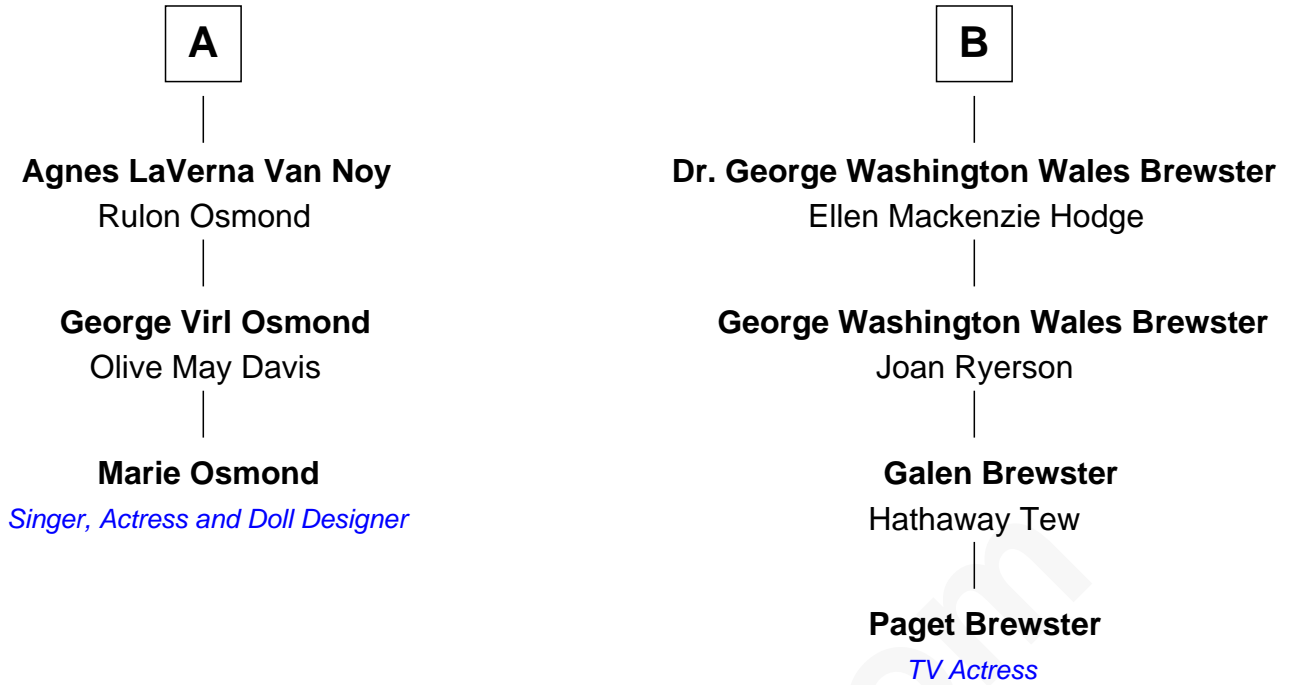 A
Agnes LaVerna Van Noy
Rulon Osmond
George Virl Osmond
Olive May Davis
Marie Osmond
Singer, Actress and Doll Designer
B
Dr. George Washington Wales Brewster
Ellen Mackenzie Hodge
George Washington Wales Brewster
Joan Ryerson
Galen Brewster
Hathaway Tew
Paget Brewster
TV Actress